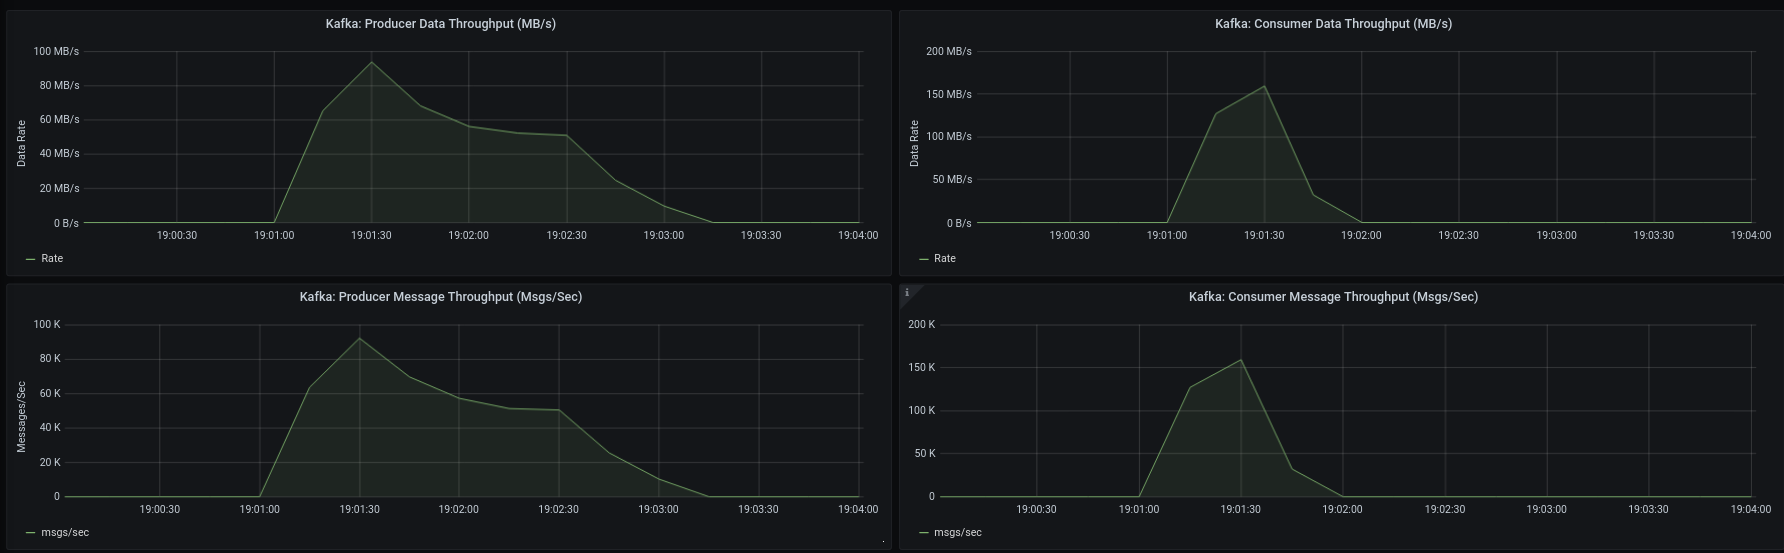 Kafka: Producer Data Throughput (MB/s)
100 MB/s
80 MB/s
60 MB/s
40 MB/s
20 MB/s
0 B/s
Data Rate
19:00:30 19:01:00 19:01:30 19:02:00 19:02:30 19:03:00 19:03:30 19:04:00
Rate
Kafka: Consumer Data Throughput (MB/s)
200 MB/s
150 MB/s
100 MB/s
50 MB/s
0 B/s
Data Rate
19:00:30 19:01:00 19:01:30 19:02:00 19:02:30 19:03:00 19:03:30 19:04:00
Rate
Kafka: Producer Message Throughput (Msgs/Sec)
100 K
80 K
60 K
40 K
20 K
0
Messages/Sec
19:00:30 19:01:00 19:01:30 19:02:00 19:02:30 19:03:00 19:03:30 19:04:00
msgs/sec
i
Kafka: Consumer Message Throughput (Msgs/Sec)
200 K
150 K
100 K
50 K
0
19:00:30 19:01:00 19:01:30 19:02:00 19:02:30 19:03:00 19:03:30 19:04:00
msgs/sec